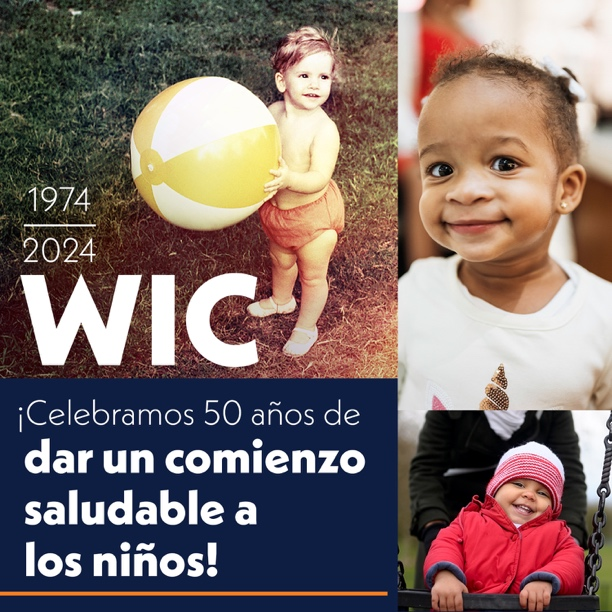 1974
2024
WIC
¡Celebramos 50 años de
dar un comienzo
saludable a
los niños!